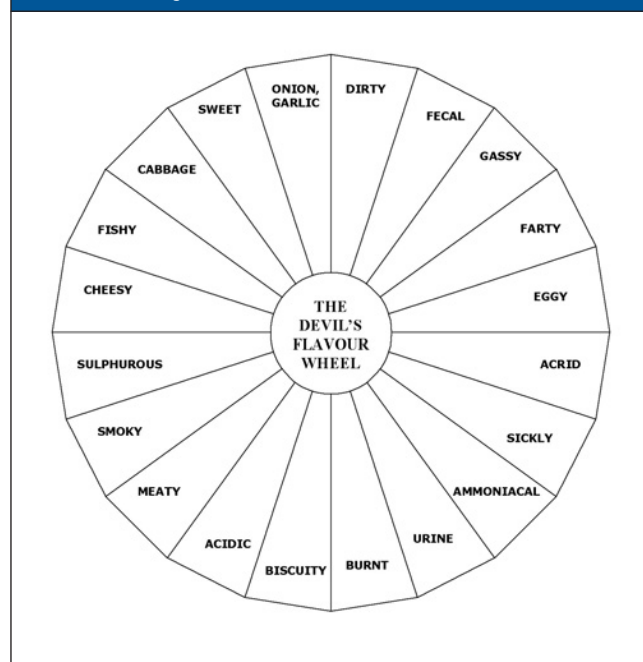 THE
DEVIL'S
FLAVOUR
WHEEL
DIRTY
FECAL
GASSY
FARTY
EGGY
ACRID
SICKLY
AMMONIACAL
URINE
BURNT
BISCUITY
ACIDIC
MEATY
SMOKY
SULPHUROUS
CHEESY
FISHY
CABBAGE
SWEET
ONION,
GARLIC